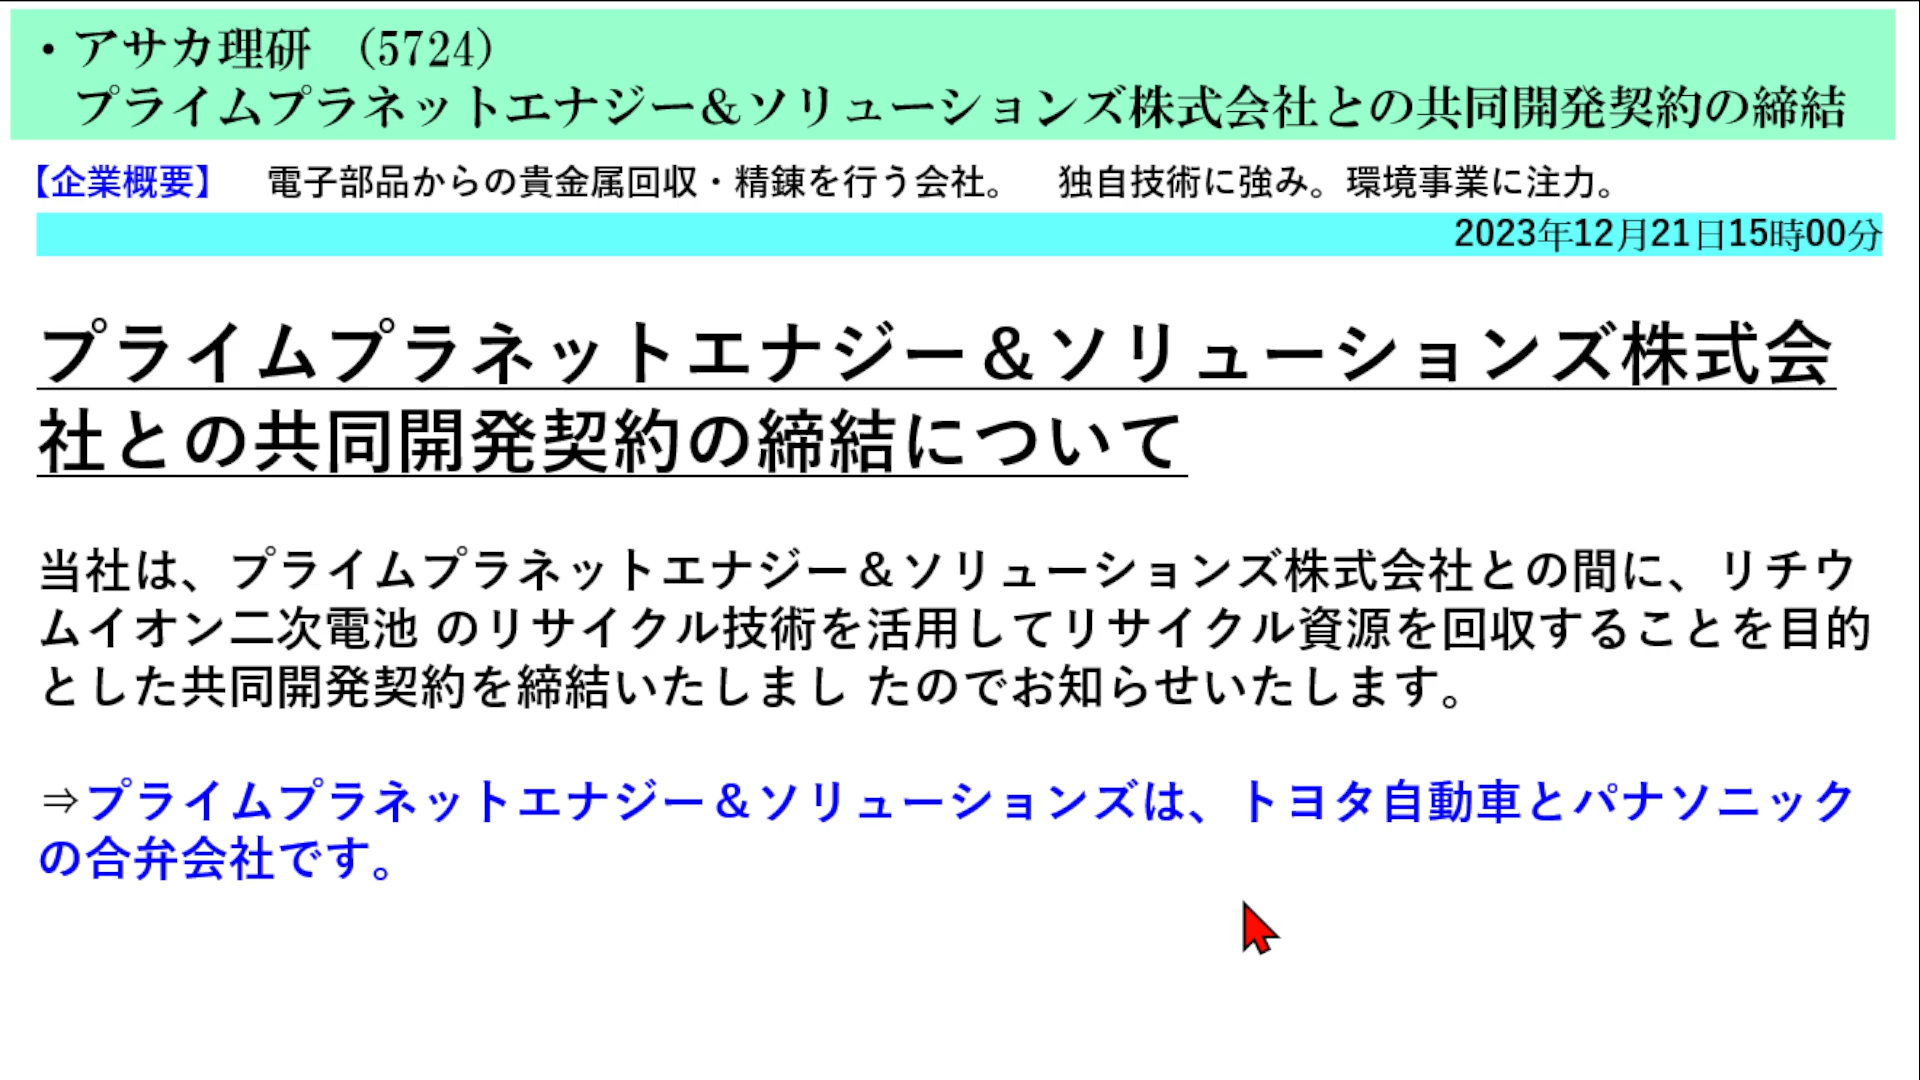 ・アサカ理研　（5724）
プライムプラネットエナジー＆ソリューションズ株式会社との共同開発契約の締結
【企業概要】　電子部品からの貴金属回収・精錬を行う会社。　独自技術に強み。環境事業に注力。
2023年12月21日15時00分
プライムプラネットエナジー＆ソリューションズ株式会
社との共同開発契約の締結について
当社は、プライムプラネットエナジー＆ソリューションズ株式会社との間に、リチウ
ムイオン二次電池 のリサイクル技術を活用してリサイクル資源を回収することを目的
とした共同開発契約を締結いたしまし たのでお知らせいたします。
⇒プライムプラネットエナジー＆ソリューションズは、トヨタ自動車とパナソニック
の合弁会社です。